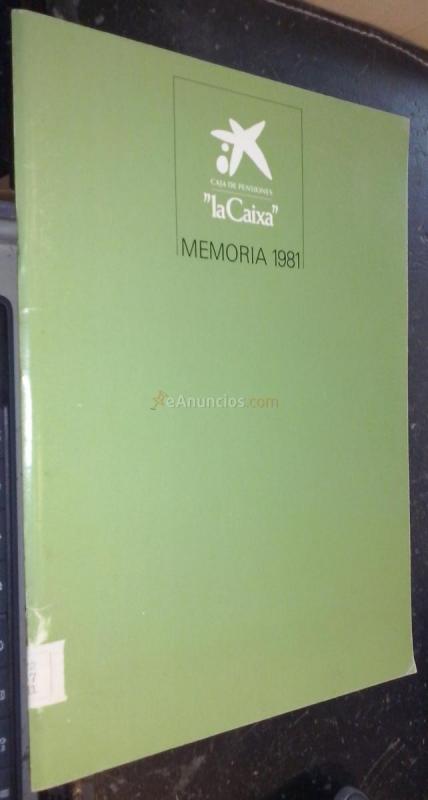 CAJA DE PENSIONES
"la Caixa"
MEMORIA 1981
eAnuncios.com